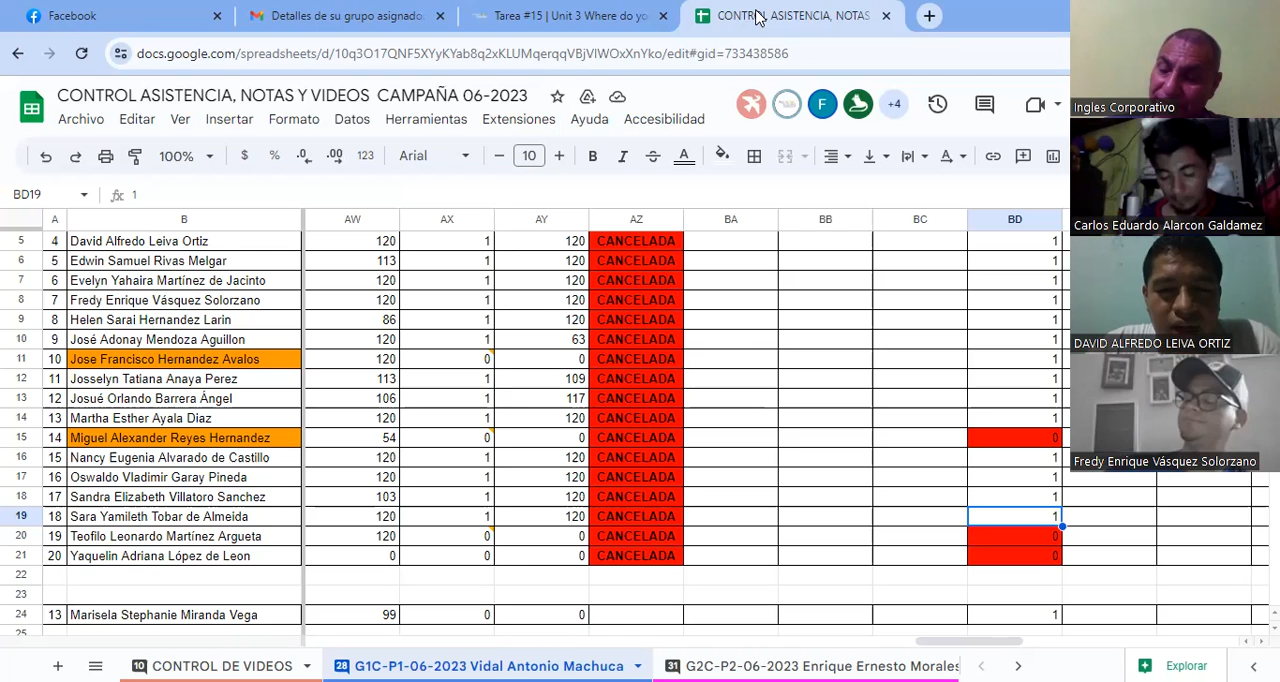 Facebook
Detalles de su grupo asignado
Tarea #15 | Unit 3 Where do yo
CONTROL ASISTENCIA, NOTAS
docs.google.com/spreadsheets/d/10q3O17QNF5XYyKYab8q2xKLUMqerqqVBjVIWOxXnYko/edit#gid=733438586
CONTROL ASISTENCIA, NOTAS Y VIDEOS CAMPAÑA 06-2023
F +4
Archivo Editar Ver Insertar Formato Datos Herramientas Extensiones Ayuda Accesibilidad
100% $ % .0 .00 123 Arial 10 B I A
BD19 fx 1
A B AW AX AY AZ BA BB BC BD
5 4 David Alfredo Leiva Ortiz 120 1 120 CANCELADA 1
6 5 Edwin Samuel Rivas Melgar 113 1 120 CANCELADA 1
7 6 Evelyn Yahaira Martínez de Jacinto 120 1 120 CANCELADA 1
8 7 Fredy Enrique Vásquez Solorzano 120 1 120 CANCELADA 1
9 8 Helen Sarai Hernandez Larin 86 1 120 CANCELADA 1
10 9 José Adonay Mendoza Aguillon 120 1 63 CANCELADA 1
11 10 Jose Francisco Hernandez Avalos 120 0 0 CANCELADA 1
12 11 Josselyn Tatiana Anaya Perez 113 1 109 CANCELADA 1
13 12 Josué Orlando Barrera Ángel 106 1 117 CANCELADA 1
14 13 Martha Esther Ayala Diaz 120 1 120 CANCELADA 1
15 14 Miguel Alexander Reyes Hernandez 54 0 0 CANCELADA 0
16 15 Nancy Eugenia Alvarado de Castillo 120 1 120 CANCELADA 1
17 16 Oswaldo Vladimir Garay Pineda 120 1 120 CANCELADA 1
18 17 Sandra Elizabeth Villatoro Sanchez 103 1 120 CANCELADA 1
19 18 Sara Yamileth Tobar de Almeida 120 1 120 CANCELADA 1
20 19 Teofilo Leonardo Martínez Argueta 120 0 0 CANCELADA 0
21 20 Yaquelin Adriana López de Leon 0 0 0 CANCELADA 0
22
23
24 13 Marisela Stephanie Miranda Vega 99 0 0 1
25
10 CONTROL DE VIDEOS
28 G1C-P1-06-2023 Vidal Antonio Machuca
31 G2C-P2-06-2023 Enrique Ernesto Morales
Explorar
Ingles Corporativo
Carlos Eduardo Alarcon Galdamez
DAVID ALFREDO LEIVA ORTIZ
Fredy Enrique Vásquez Solorzano